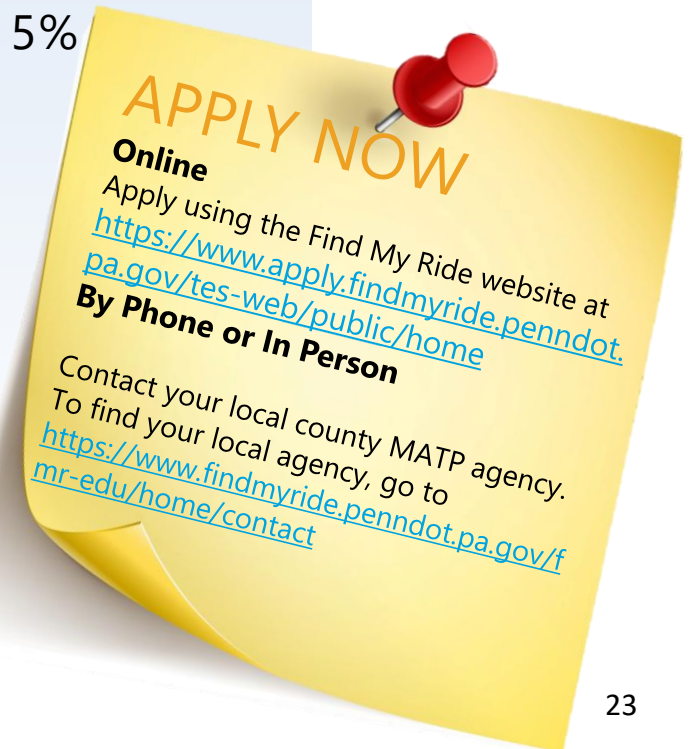 5%
APPLY NOW
Online
Apply using the Find My Ride website at
https://www.apply.findmyride.penndot.
pa.gov/tes-web/public/home
By Phone or In Person
Contact your local county MATP agency.
To find your local agency, go to
https://www.findmyride.penndot.pa.gov/f
mr-edu/home/contact
23